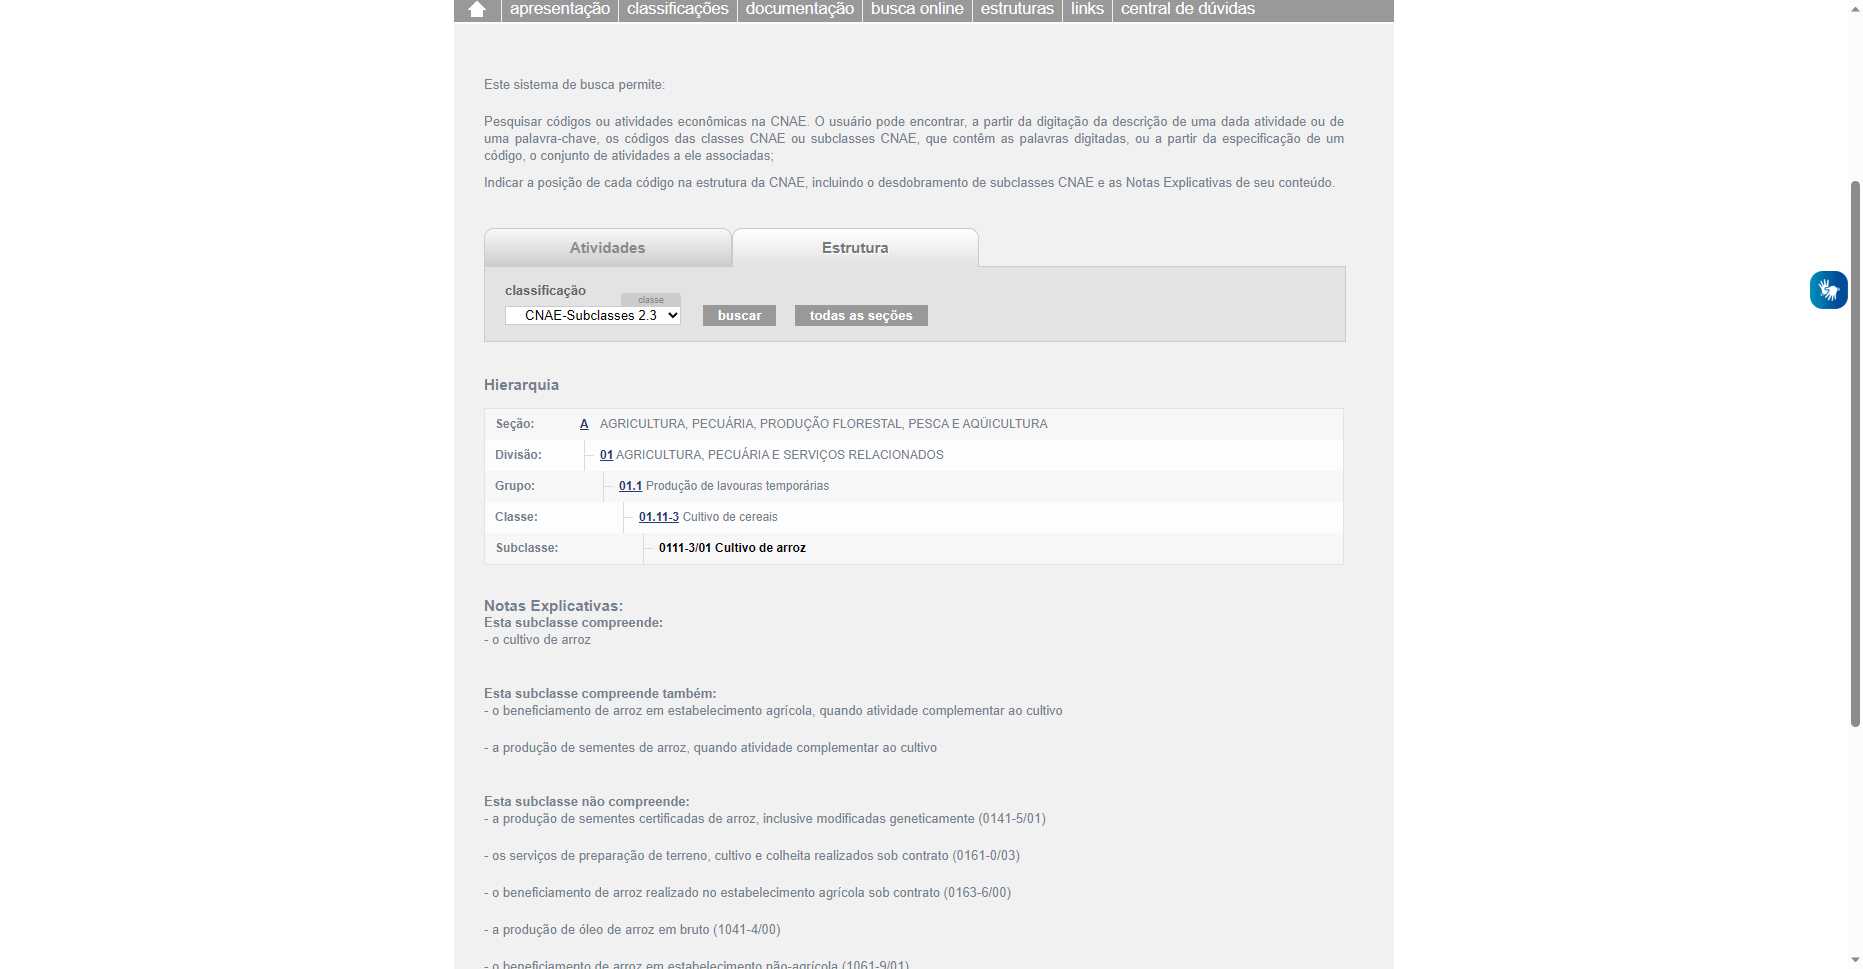 apresentação classificações documentação busca online estruturas links central de dúvidas
Este sistema de busca permite:
Pesquisar códigos ou atividades econômicas na CNAE. O usuário pode encontrar, a partir da digitação da descrição de uma dada atividade ou de
uma palavra-chave, os códigos das classes CNAE ou subclasses CNAE, que contêm as palavras digitadas, ou a partir da especificação de um
código, o conjunto de atividades a ele associadas;
Indicar a posição de cada código na estrutura da CNAE, incluindo o desdobramento de subclasses CNAE e as Notas Explicativas de seu conteúdo.
Atividades Estrutura
classificação
classe
CNAE-Subclasses 2.3 buscar todas as seções
Hierarquia
Seção: A AGRICULTURA, PECUÁRIA, PRODUÇÃO FLORESTAL, PESCA E AQÜICULTURA
Divisão: 01 AGRICULTURA, PECUÁRIA E SERVIÇOS RELACIONADOS
Grupo: 01.1 Produção de lavouras temporárias
Classe: 01.11-3 Cultivo de cereais
Subclasse: 0111-3/01 Cultivo de arroz
Notas Explicativas:
Esta subclasse compreende:
- o cultivo de arroz
Esta subclasse compreende também:
- o beneficiamento de arroz em estabelecimento agrícola, quando atividade complementar ao cultivo
- a produção de sementes de arroz, quando atividade complementar ao cultivo
Esta subclasse não compreende:
- a produção de sementes certificadas de arroz, inclusive modificadas geneticamente (0141-5/01)
- os serviços de preparação de terreno, cultivo e colheita realizados sob contrato (0161-0/03)
- o beneficiamento de arroz realizado no estabelecimento agrícola sob contrato (0163-6/00)
- a produção de óleo de arroz em bruto (1041-4/00)
- o beneficiamento de arroz em estabelecimento não-agrícola (1061-9/01)